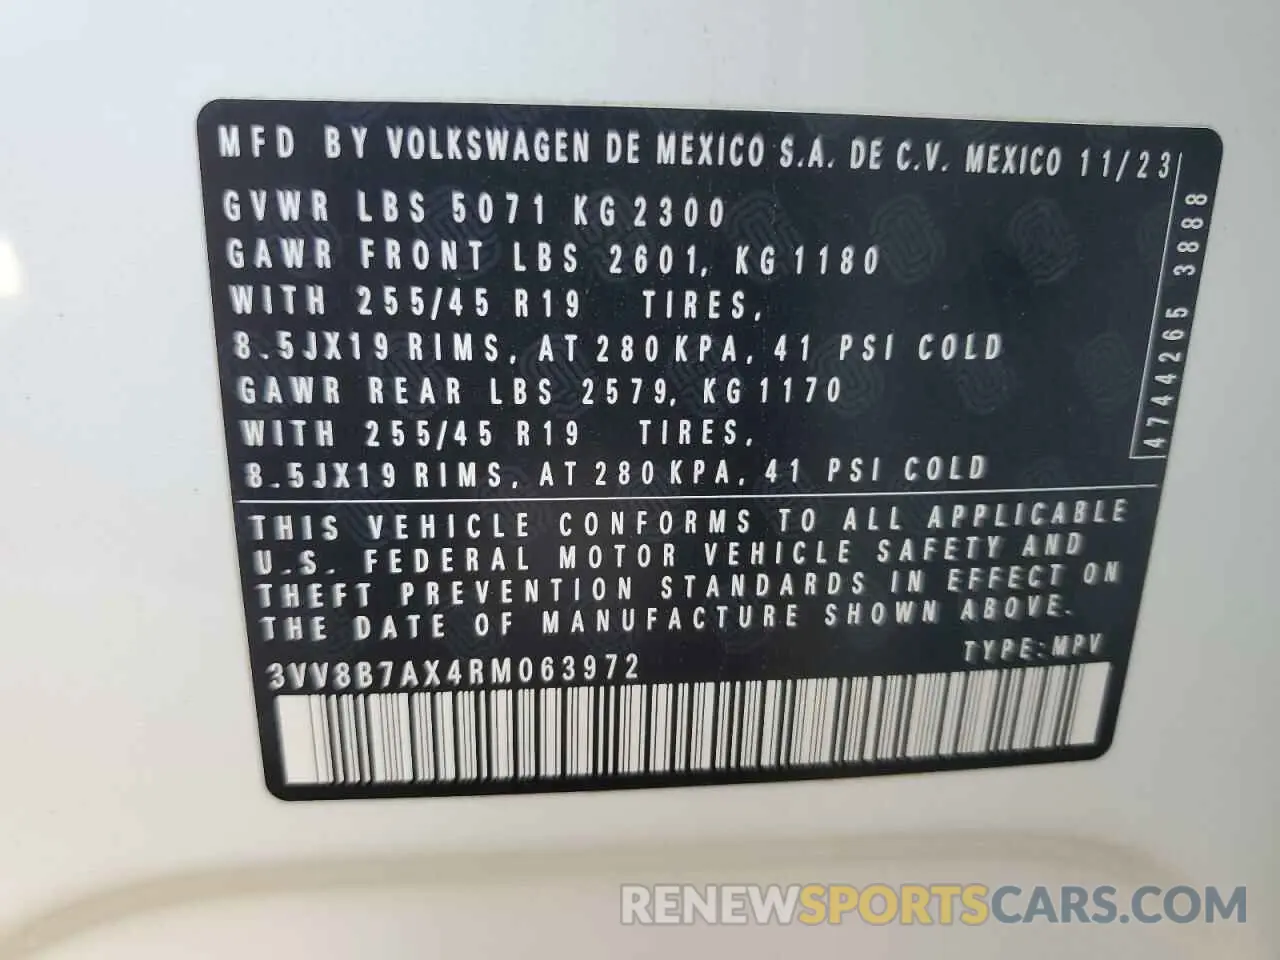 MFD BY VOLKSWAGEN DE MEXICO S.A. DE C.V. MEXICO 11/23
GVWR LBS 5071 KG 2300
GAWR FRONT LBS 2601, KG 1180
WITH 255/45 R19 TIRES,
8.5JX19 RIMS, AT 280 KPA, 41 PSI COLD
GAWR REAR LBS 2579, KG 1170
WITH 255/45 R19 TIRES,
8.5JX19 RIMS, AT 280 KPA, 41 PSI COLD
4744265 3888
THIS VEHICLE CONFORMS TO ALL APPLICABLE
U.S. FEDERAL MOTOR VEHICLE SAFETY AND
THEFT PREVENTION STANDARDS IN EFFECT ON
THE DATE OF MANUFACTURE SHOWN ABOVE.
TYPE: MPV
3VV8B7AX4RM063972
RENEWSPORTSCARS.COM